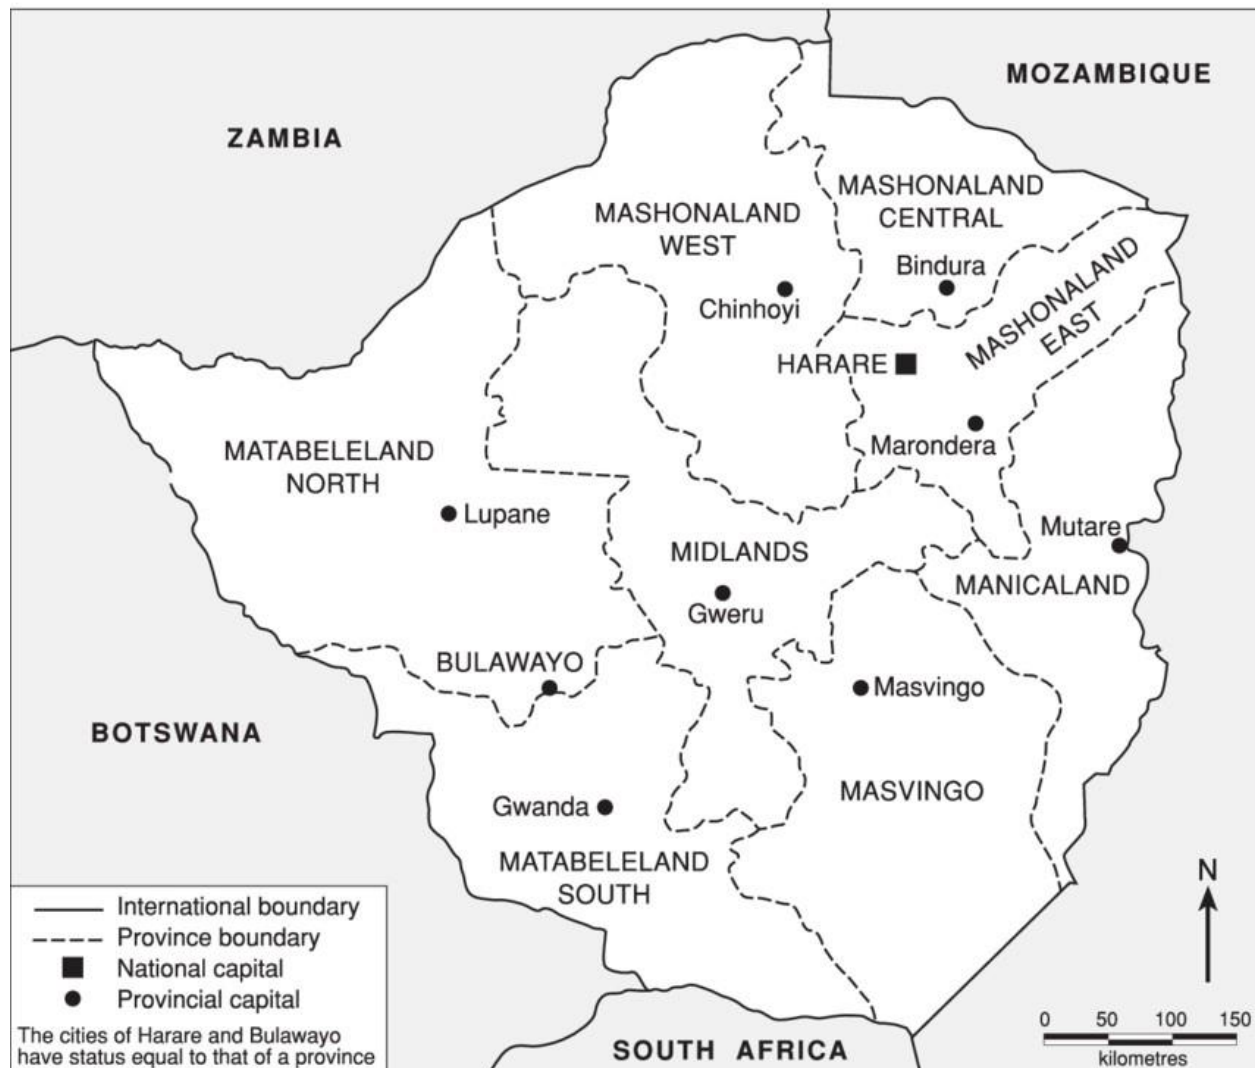 MOZAMBIQUE
ZAMBIA
MASHONALAND
CENTRAL
MASHONALAND
WEST
Bindura
MASHONALAND
EAST
Chinhoyi
HARARE
Marondera
MATABELELAND
NORTH
Lupane
Mutare
MIDLANDS
MANICALAND
Gweru
BULAWAYO
Masvingo
BOTSWANA
MASVINGO
Gwanda
MATABELELAND
SOUTH
N
International boundary
Province boundary
National capital
Provincial capital
The cities of Harare and Bulawayo
have status equal to that of a province
0 50 100 150
kilometres
SOUTH AFRICA